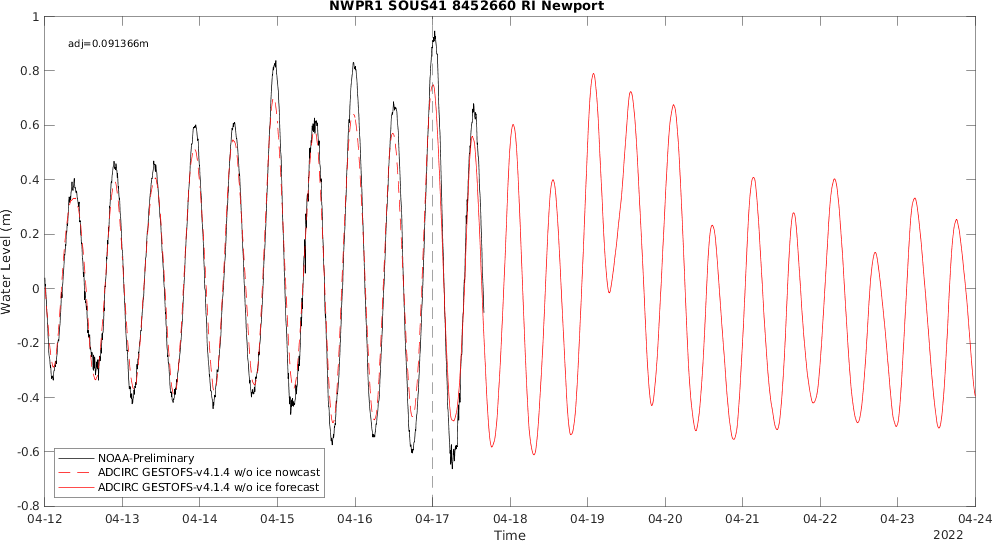 NWPR1 SOUS41 8452660 RI Newport
adj=0.091366m
1
0.8
0.6
0.4
0.2
0
-0.2
-0.4
-0.6
-0.8
Water Level (m)
NOAA-Preliminary
ADCIRC GESTOFS-v4.1.4 w/o ice nowcast
ADCIRC GESTOFS-v4.1.4 w/o ice forecast
04-12 04-13 04-14 04-15 04-16 04-17 04-18 04-19 04-20 04-21 04-22 04-23 04-24
Time
2022